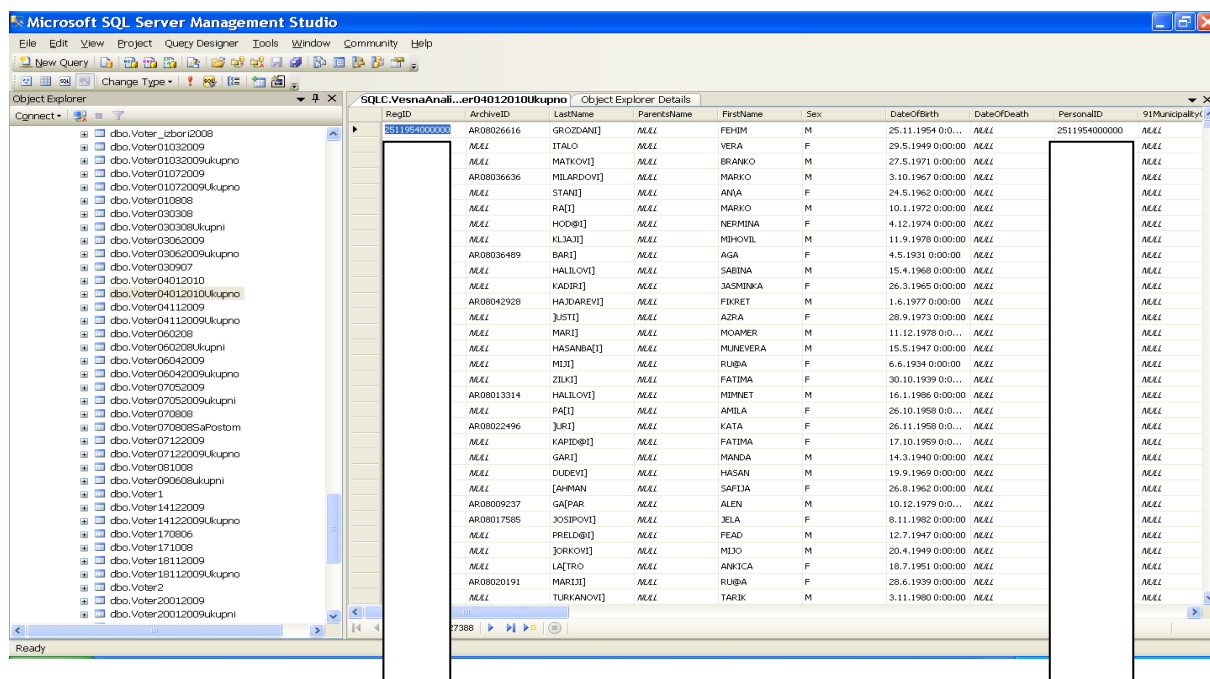 Microsoft SQL Server Management Studio
File Edit View Project Query Designer Tools Window Community Help
New Query
Change Type
Object Explorer
Connect
dbo.Voter_izbori2008
dbo.Voter01032009
dbo.Voter01032009ukupno
dbo.Voter01072009
dbo.Voter01072009Ukupno
dbo.Voter010808
dbo.Voter030308
dbo.Voter030308Ukupni
dbo.Voter03062009
dbo.Voter03062009ukupno
dbo.Voter030907
dbo.Voter04012010
dbo.Voter04012010Ukupno
dbo.Voter04112009
dbo.Voter04112009Ukupno
dbo.Voter060208
dbo.Voter060208Ukupni
dbo.Voter06042009
dbo.Voter06042009ukupno
dbo.Voter07052009
dbo.Voter07052009ukupni
dbo.Voter070808
dbo.Voter070808SaPostom
dbo.Voter07122009
dbo.Voter07122009Ukupno
dbo.Voter081008
dbo.Voter090608ukupni
dbo.Voter1
dbo.Voter14122009
dbo.Voter14122009Ukupno
dbo.Voter170806
dbo.Voter171008
dbo.Voter18112009
dbo.Voter18112009Ukupno
dbo.Voter2
dbo.Voter20012009
dbo.Voter20012009ukupni
SQLC.VesnaAnali...er04012010Ukupno Object Explorer Details
RegID ArchiveID LastName ParentsName FirstName Sex DateOfBirth DateOfDeath PersonalID 91Municipality
2511954000000 AR08026616 GROZDANI] NULL FEHIM M 25.11.1954 0:0... NULL 2511954000000 NULL
NULL ITALO NULL VERA F 29.5.1949 0:00:00 NULL NULL
NULL MATKOVI] NULL BRANKO M 27.5.1971 0:00:00 NULL NULL
AR08036636 MILARDOVI] NULL MARKO M 3.10.1967 0:00:00 NULL NULL
NULL STANI] NULL AN\A F 24.5.1962 0:00:00 NULL NULL
NULL RA[I] NULL MARKO M 10.1.1972 0:00:00 NULL NULL
NULL HOD@I] NULL NERMINA F 4.12.1974 0:00:00 NULL NULL
NULL KLJAJI] NULL MIHOVIL M 11.9.1978 0:00:00 NULL NULL
AR08036489 BARI] NULL AGA F 4.5.1931 0:00:00 NULL NULL
NULL HALILOVI] NULL SABINA M 15.4.1968 0:00:00 NULL NULL
NULL KADIRI] NULL JASMINKA F 26.3.1965 0:00:00 NULL NULL
AR08042928 HAJDAREVI] NULL FIKRET M 1.6.1977 0:00:00 NULL NULL
NULL ]USTI] NULL AZRA F 28.9.1973 0:00:00 NULL NULL
NULL MARI] NULL MOAMER M 11.12.1978 0:0... NULL NULL
NULL HASANBA[I] NULL MUNEVERA F 15.5.1947 0:00:00 NULL NULL
NULL MIJI] NULL RU@A F 6.6.1934 0:00:00 NULL NULL
NULL ZILKI] NULL FATIMA F 30.10.1939 0:0... NULL NULL
AR08013314 HALILOVI] NULL MIMNET M 16.1.1986 0:00:00 NULL NULL
NULL PA[I] NULL AMILA F 26.10.1958 0:0... NULL NULL
AR08022496 ]URI] NULL KATA F 26.11.1958 0:0... NULL NULL
NULL KAPID@I] NULL FATIMA F 17.10.1959 0:0... NULL NULL
NULL GARI] NULL MANDA F 14.3.1940 0:00:00 NULL NULL
NULL DUDEVI] NULL HASAN M 19.9.1969 0:00:00 NULL NULL
NULL [AHMAN NULL SAFIJA F 26.8.1962 0:00:00 NULL NULL
AR08009237 GA[PAR NULL ALEN M 10.12.1979 0:0... NULL NULL
AR08017585 JOSIPOVI] NULL JELA F 8.11.1982 0:00:00 NULL NULL
NULL PRELD@I] NULL FEAD M 12.7.1947 0:00:00 NULL NULL
NULL ]ORKOVI] NULL MIJO M 20.4.1949 0:00:00 NULL NULL
NULL LA[TRO NULL ANKICA F 18.7.1951 0:00:00 NULL NULL
AR08020191 MARIJI] NULL RU@A F 28.6.1939 0:00:00 NULL NULL
NULL TURKANOVI] NULL TARIK M 3.11.1980 0:00:00 NULL NULL
27388
Ready